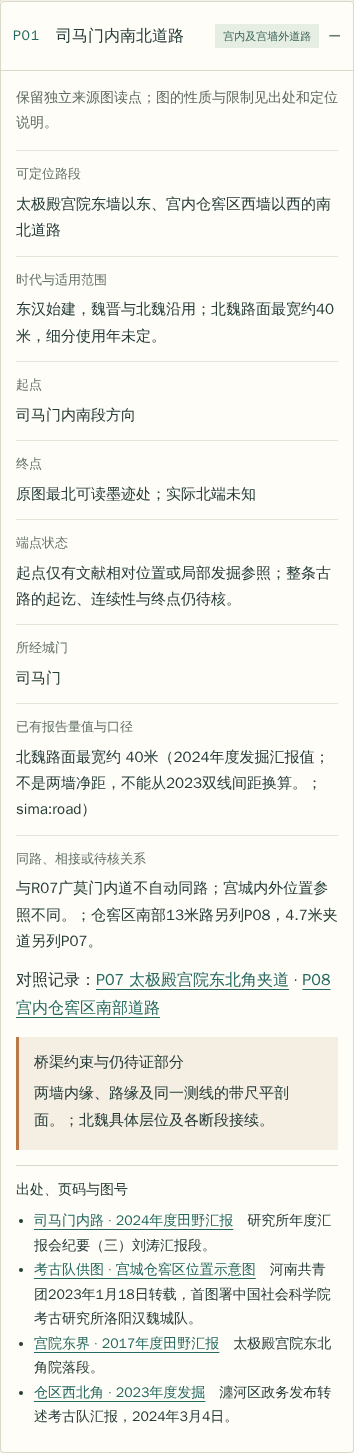 P01 司马门内南北道路 宫内及宫墙外道路 —
保留独立来源图读点；图的性质与限制见出处和定位
说明。
可定位路段
太极殿宫院东墙以东、宫内仓窖区西墙以西的南
北道路
时代与适用范围
东汉始建，魏晋与北魏沿用；北魏路面最宽约40
米，细分使用年未定。
起点
司马门内南段方向
终点
原图最北可读墨迹处；实际北端未知
端点状态
起点仅有文献相对位置或局部发掘参照；整条古
路的起讫、连续性与终点仍待核。
所经城门
司马门
已有报告量值与口径
北魏路面最宽约 40米（2024年度发掘汇报值；
不是两墙净距，不能从2023双线间距换算。；
sima:road）
同路、相接或待核关系
与R07广莫门内道不自动同路；宫城内外位置参
照不同。；仓窖区南部13米路另列P08，4.7米夹
道另列P07。
对照记录：P07 太极殿宫院东北角夹道 · P08
宫内仓窖区南部道路
桥渠约束与仍待证部分
两墙内缘、路缘及同一测线的带尺平剖
面。；北魏具体层位及各断段接续。
出处、页码与图号
• 司马门内路 · 2024年度田野汇报 研究所年度汇
报会纪要（三）刘涛汇报段。
• 考古队供图 · 宫城仓窖区位置示意图 河南共青
团2023年1月18日转载，首图署中国社会科学院
考古研究所洛阳汉魏城队。
• 宫院东界 · 2017年度田野汇报 太极殿宫院东北
角院落段。
• 仓区西北角 · 2023年度发掘 瀍河区政务发布转
述考古队汇报，2024年3月4日。